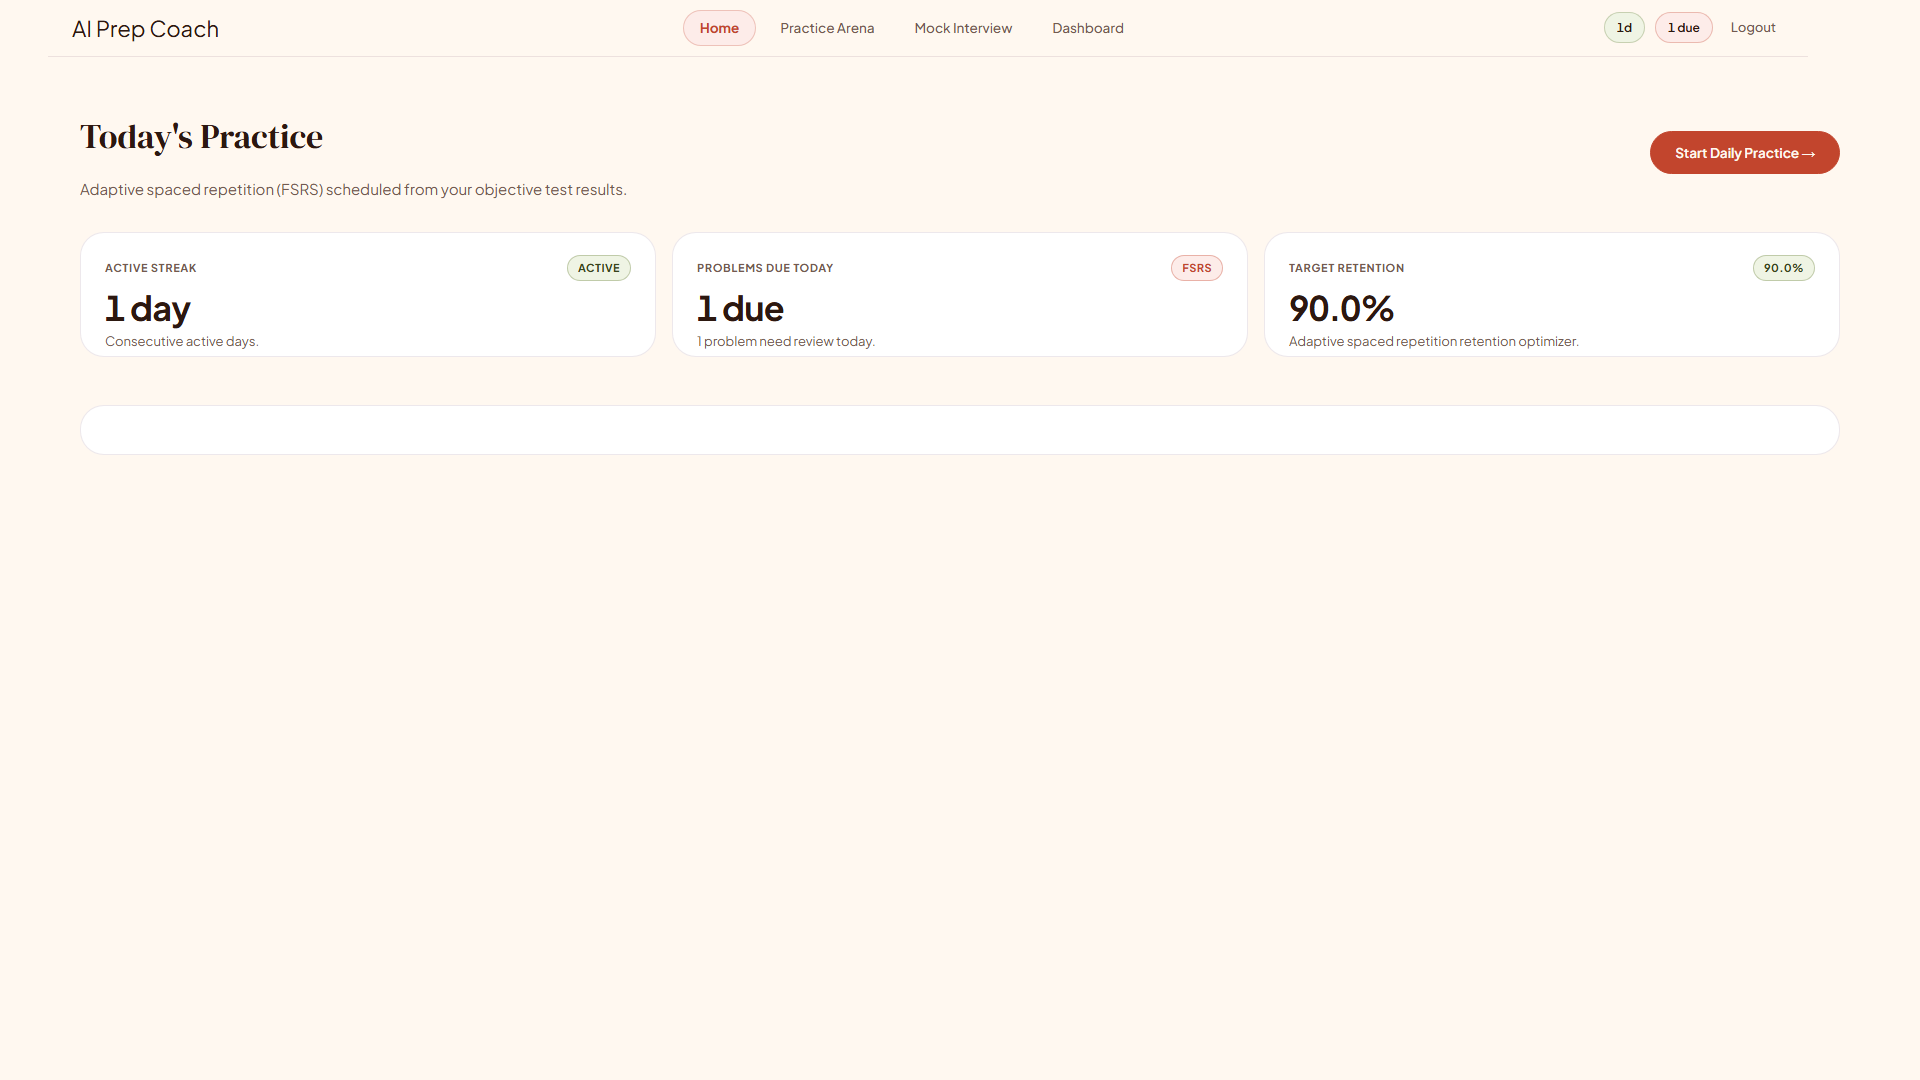 AI Prep Coach
Home
Practice Arena
Mock Interview
Dashboard
1d
1 due
Logout
Today's Practice
Start Daily Practice →
Adaptive spaced repetition (FSRS) scheduled from your objective test results.
ACTIVE STREAK
ACTIVE
1 day
Consecutive active days.
PROBLEMS DUE TODAY
FSRS
1 due
1 problem need review today.
TARGET RETENTION
90.0%
90.0%
Adaptive spaced repetition retention optimizer.